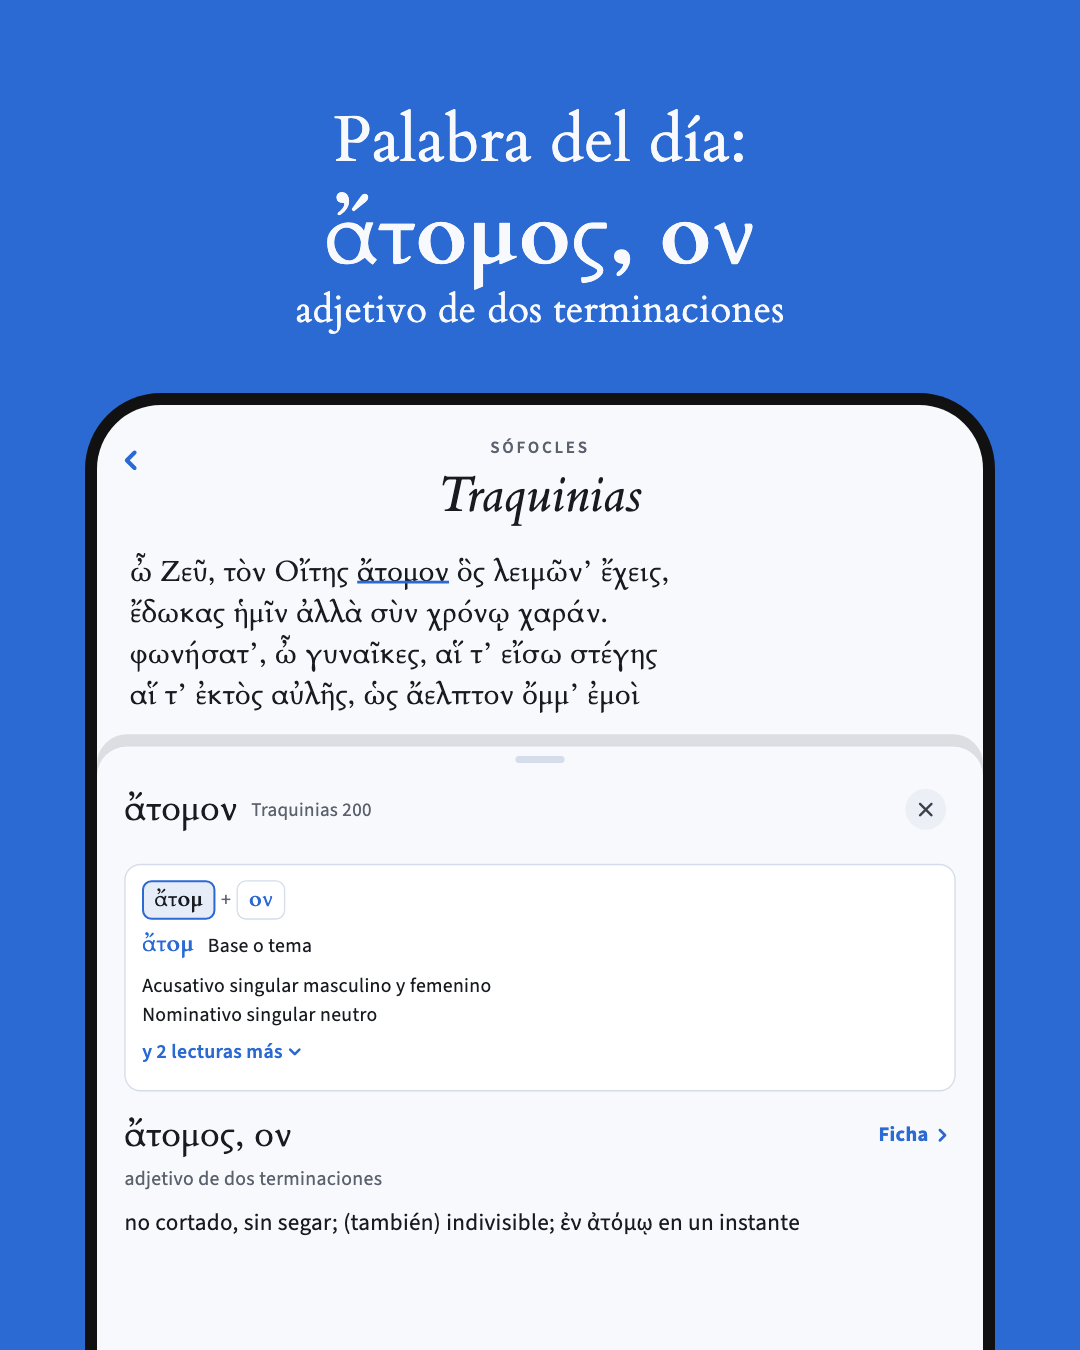 Palabra del día:
ἄτομος, ον
adjetivo de dos terminaciones
SÓFOCLES
Traquinias
ὦ Ζεῦ, τὸν Οἴτης ἄτομον ὃς λειμῶν’ ἔχεις,
ἔδωκας ἡμῖν ἀλλὰ σὺν χρόνῳ χαράν.
φωνήσατ’, ὦ γυναῖκες, αἵ τ’ εἴσω στέγης
αἵ τ’ ἐκτὸς αὐλῆς, ὡς ἄελπτον ὄμμ’ ἐμοὶ
ἄτομον Traquinias 200
ἄτομ + ον
ἄτομ Base o tema
Acusativo singular masculino y femenino
Nominativo singular neutro
y 2 lecturas más
ἄτομος, ον Ficha
adjetivo de dos terminaciones
no cortado, sin segar; (también) indivisible; ἐν ἀτόμῳ en un instante